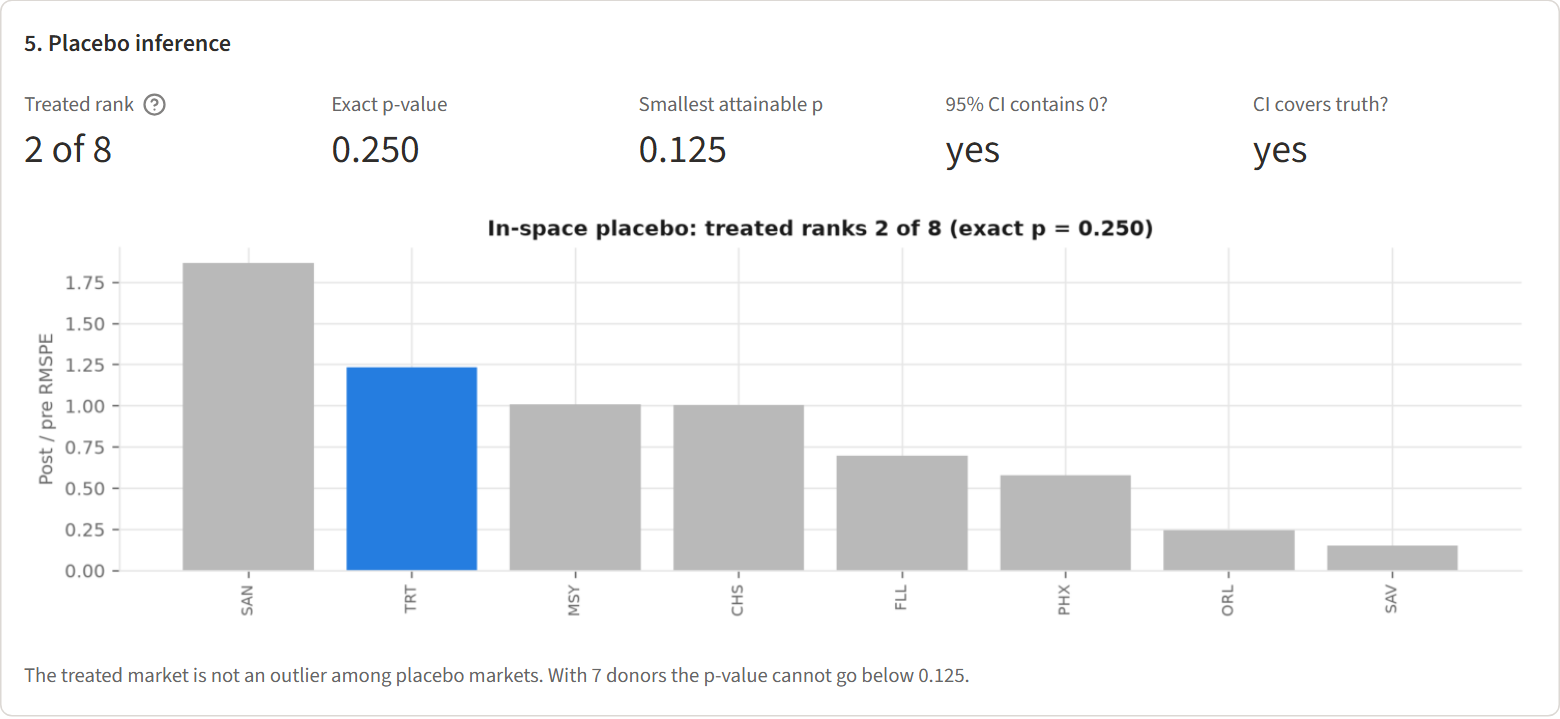 5. Placebo inference
Treated rank ? Exact p-value Smallest attainable p 95% CI contains 0? CI covers truth?
2 of 8 0.250 0.125 yes yes
In-space placebo: treated ranks 2 of 8 (exact p = 0.250)
Post / pre RMSPE
1.75
1.50
1.25
1.00
0.75
0.50
0.25
0.00
SAN TRT MSY CHS FLL PHX ORL SAV
The treated market is not an outlier among placebo markets. With 7 donors the p-value cannot go below 0.125.